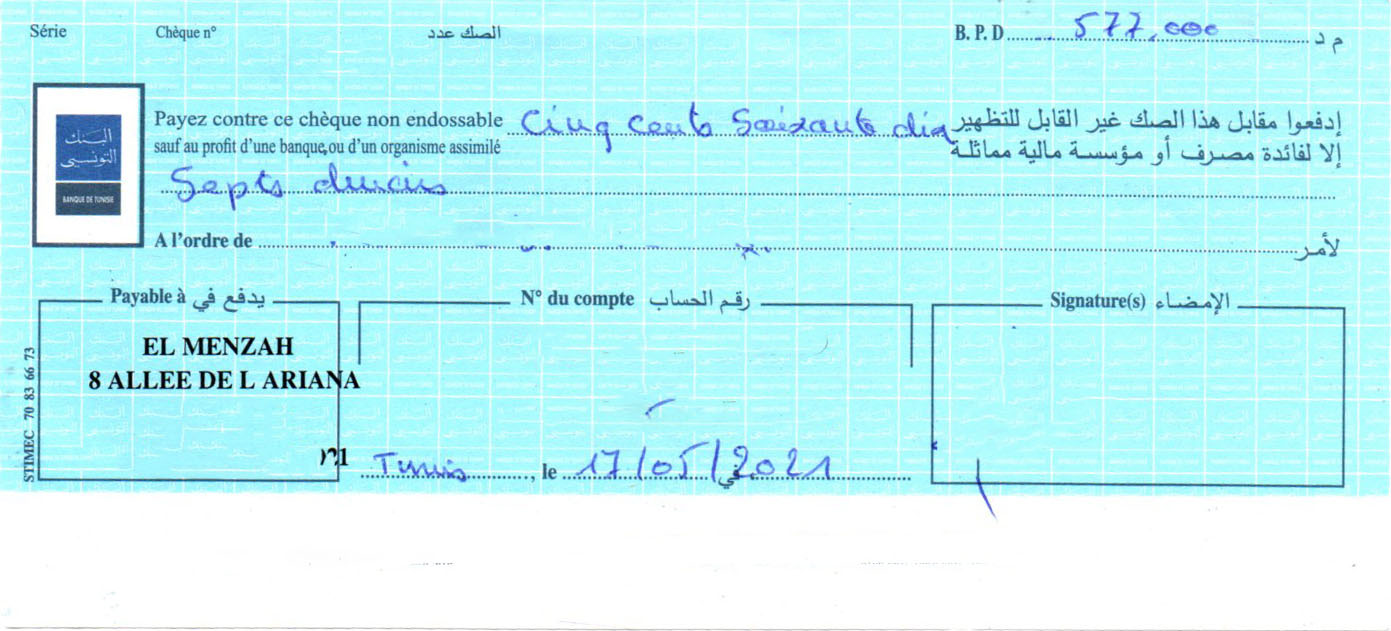 Série Chèque n° الصك عدد B. P. D 577,000 م د
البنك التونسي
BANQUE DE TUNISIE
Payez contre ce chèque non endossable Cinq cents Soixante dix إدفعوا مقابل هذا الصك غير القابل للتظهير
sauf au profit d'une banque, ou d'un organisme assimilé إلا لفائدة مصرف أو مؤسسة مالية مماثلة
Septs
A l'ordre de لأمر
Payable à يدفع في N° du compte رقم الحساب Signature(s) الإمضاء
EL MENZAH
8 ALLEE DE L ARIANA
STIMEC 70 83 66 73
Tunis, le 17/05/2021 في